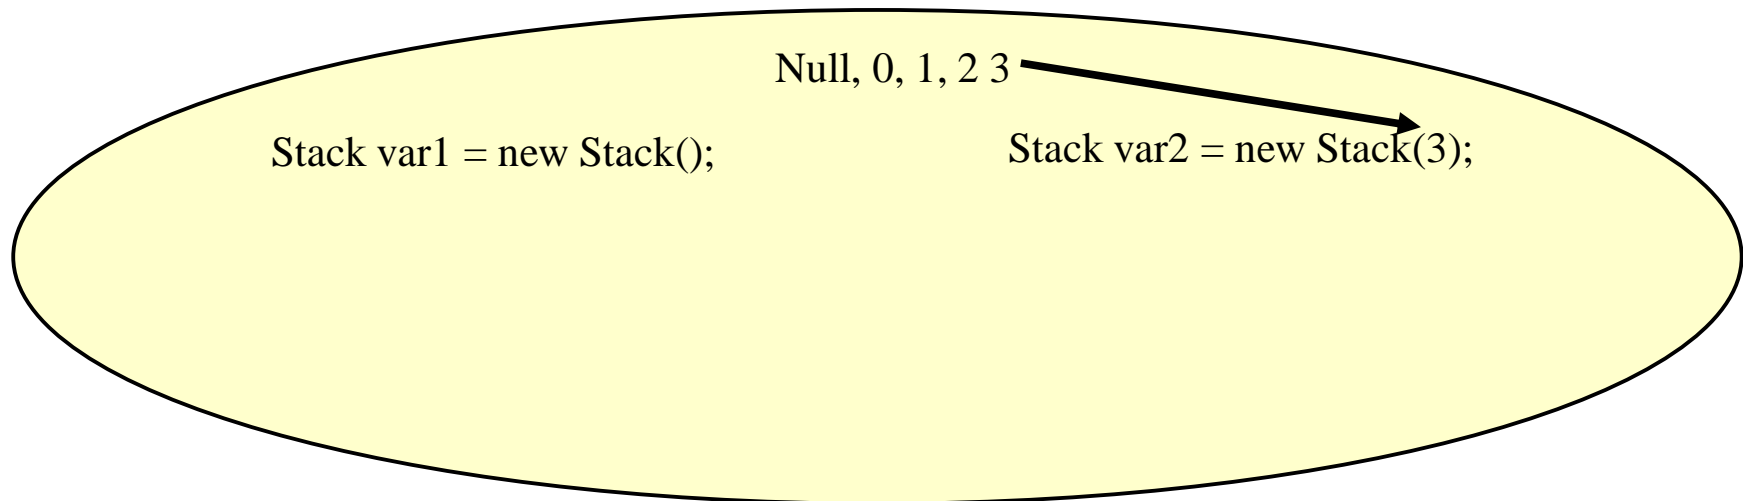 Null, 0, 1, 2 3
Stack var1 = new Stack();
Stack var2 = new Stack(3);